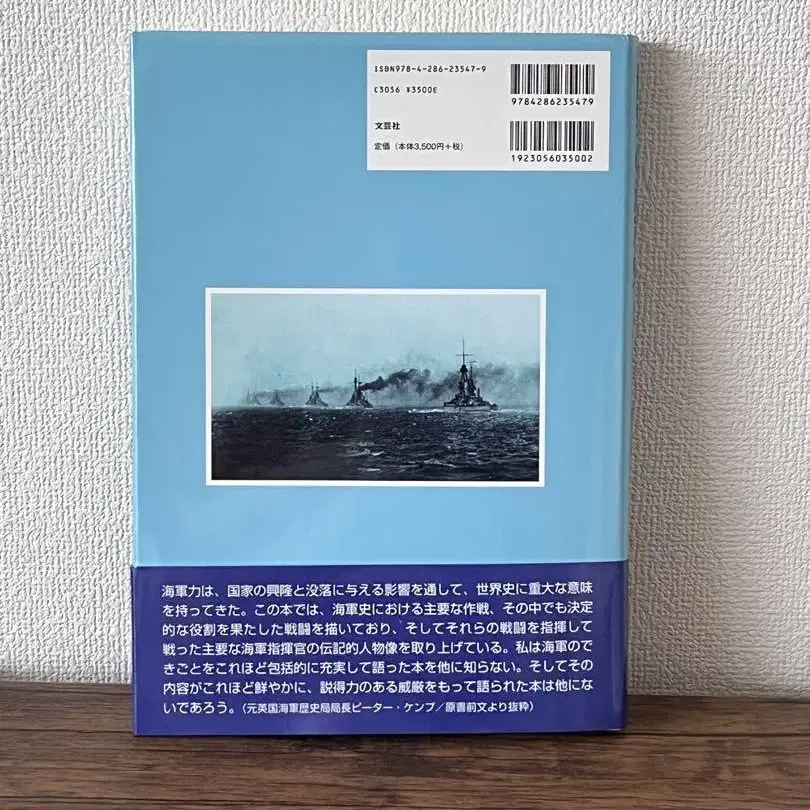 ISBN978-4-286-23547-9
C3056 ¥3500E
9784286235479
文芸社
定価（本体3,500円＋税）
1923056035002
海軍力は、国家の興隆と没落に与える影響を通して、世界史に重大な意味
を持ってきた。この本では、海軍史における主要な作戦、その中でも決定
的な役割を果たした戦闘を描いており、そしてそれらの戦闘を指揮して
戦った主要な海軍指揮官の伝記的人物像を取り上げている。私は海軍ので
きごとをこれほど包括的に充実して語った本を他に知らない。そしてその
内容がこれほど鮮やかに、説得力のある威厳をもって語られた本は他にな
いであろう。（元英国海軍歴史局局長ピーター・ケンプ／原書前文より抜粋）